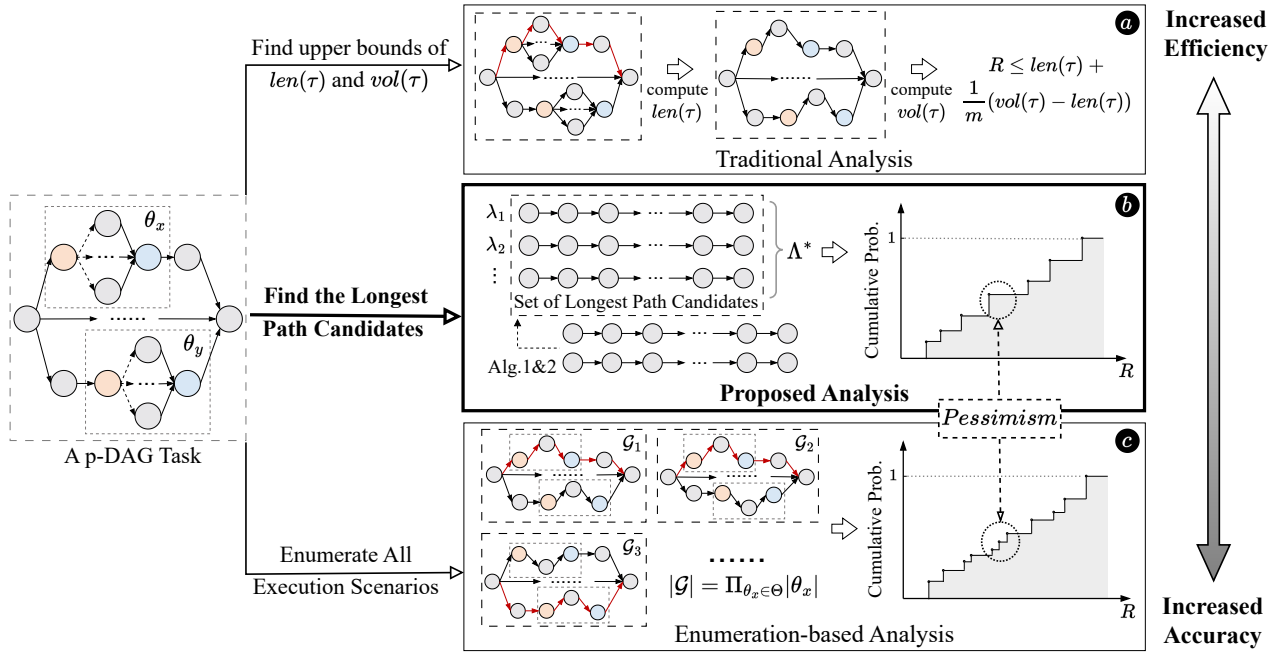 Find upper bounds of
len(τ) and vol(τ)
compute
len(τ)
compute
vol(τ)
R ≤ len(τ) +
1/m (vol(τ) − len(τ))
Traditional Analysis
a
Increased
Efficiency
θx
......
θy
A p-DAG Task
Find the Longest
Path Candidates
λ1
λ2
⋮
Λ*
Set of Longest Path Candidates
Alg.1&2
Proposed Analysis
b
Cumulative Prob.
1
R
Pessimism
Enumerate All
Execution Scenarios
𝒢1
𝒢2
𝒢3
......
|𝒢| = Πθx∈Θ|θx|
Enumeration-based Analysis
c
Cumulative Prob.
1
R
Increased
Accuracy